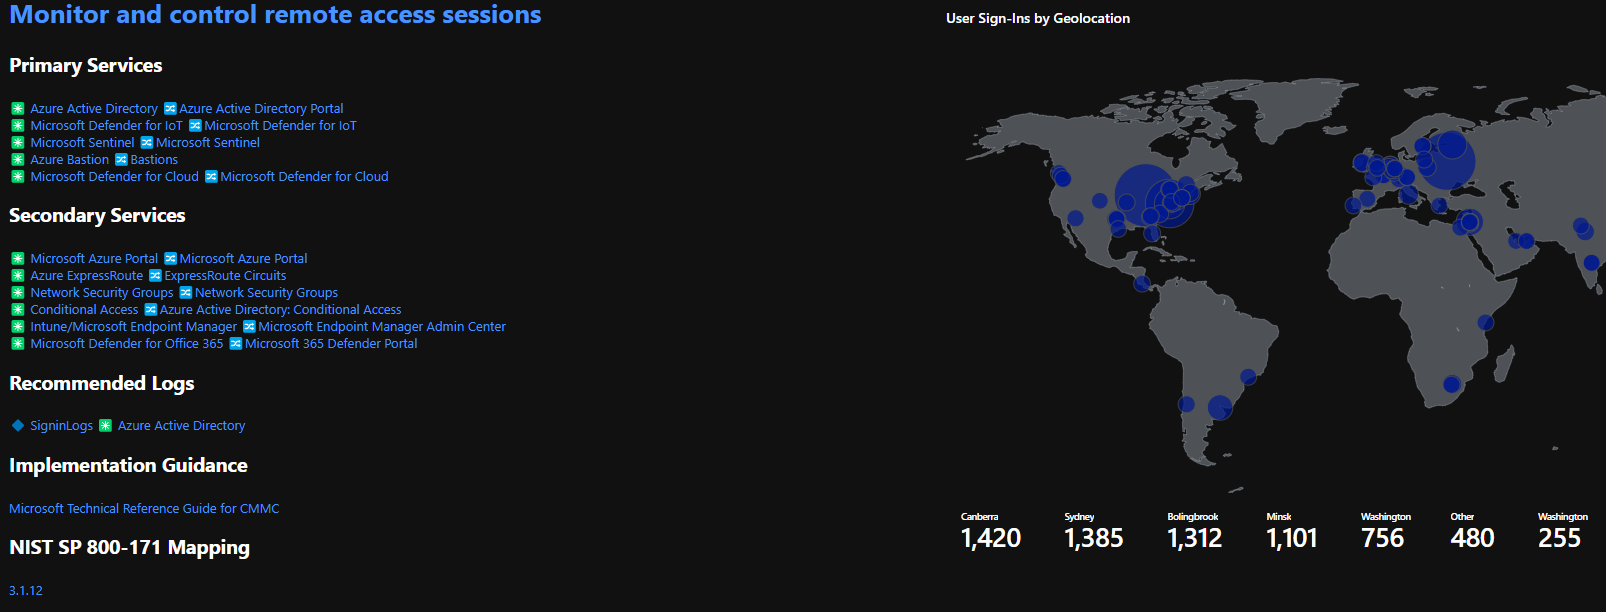 Monitor and control remote access sessions
Primary Services
Azure Active Directory Azure Active Directory Portal
Microsoft Defender for IoT Microsoft Defender for IoT
Microsoft Sentinel Microsoft Sentinel
Azure Bastion Bastions
Microsoft Defender for Cloud Microsoft Defender for Cloud
Secondary Services
Microsoft Azure Portal Microsoft Azure Portal
Azure ExpressRoute ExpressRoute Circuits
Network Security Groups Network Security Groups
Conditional Access Azure Active Directory: Conditional Access
Intune/Microsoft Endpoint Manager Microsoft Endpoint Manager Admin Center
Microsoft Defender for Office 365 Microsoft 365 Defender Portal
Recommended Logs
SigninLogs Azure Active Directory
Implementation Guidance
Microsoft Technical Reference Guide for CMMC
NIST SP 800-171 Mapping
3.1.12
User Sign-Ins by Geolocation
Canberra Sydney Bolingbrook Minsk Washington Other Washington
1,420 1,385 1,312 1,101 756 480 255